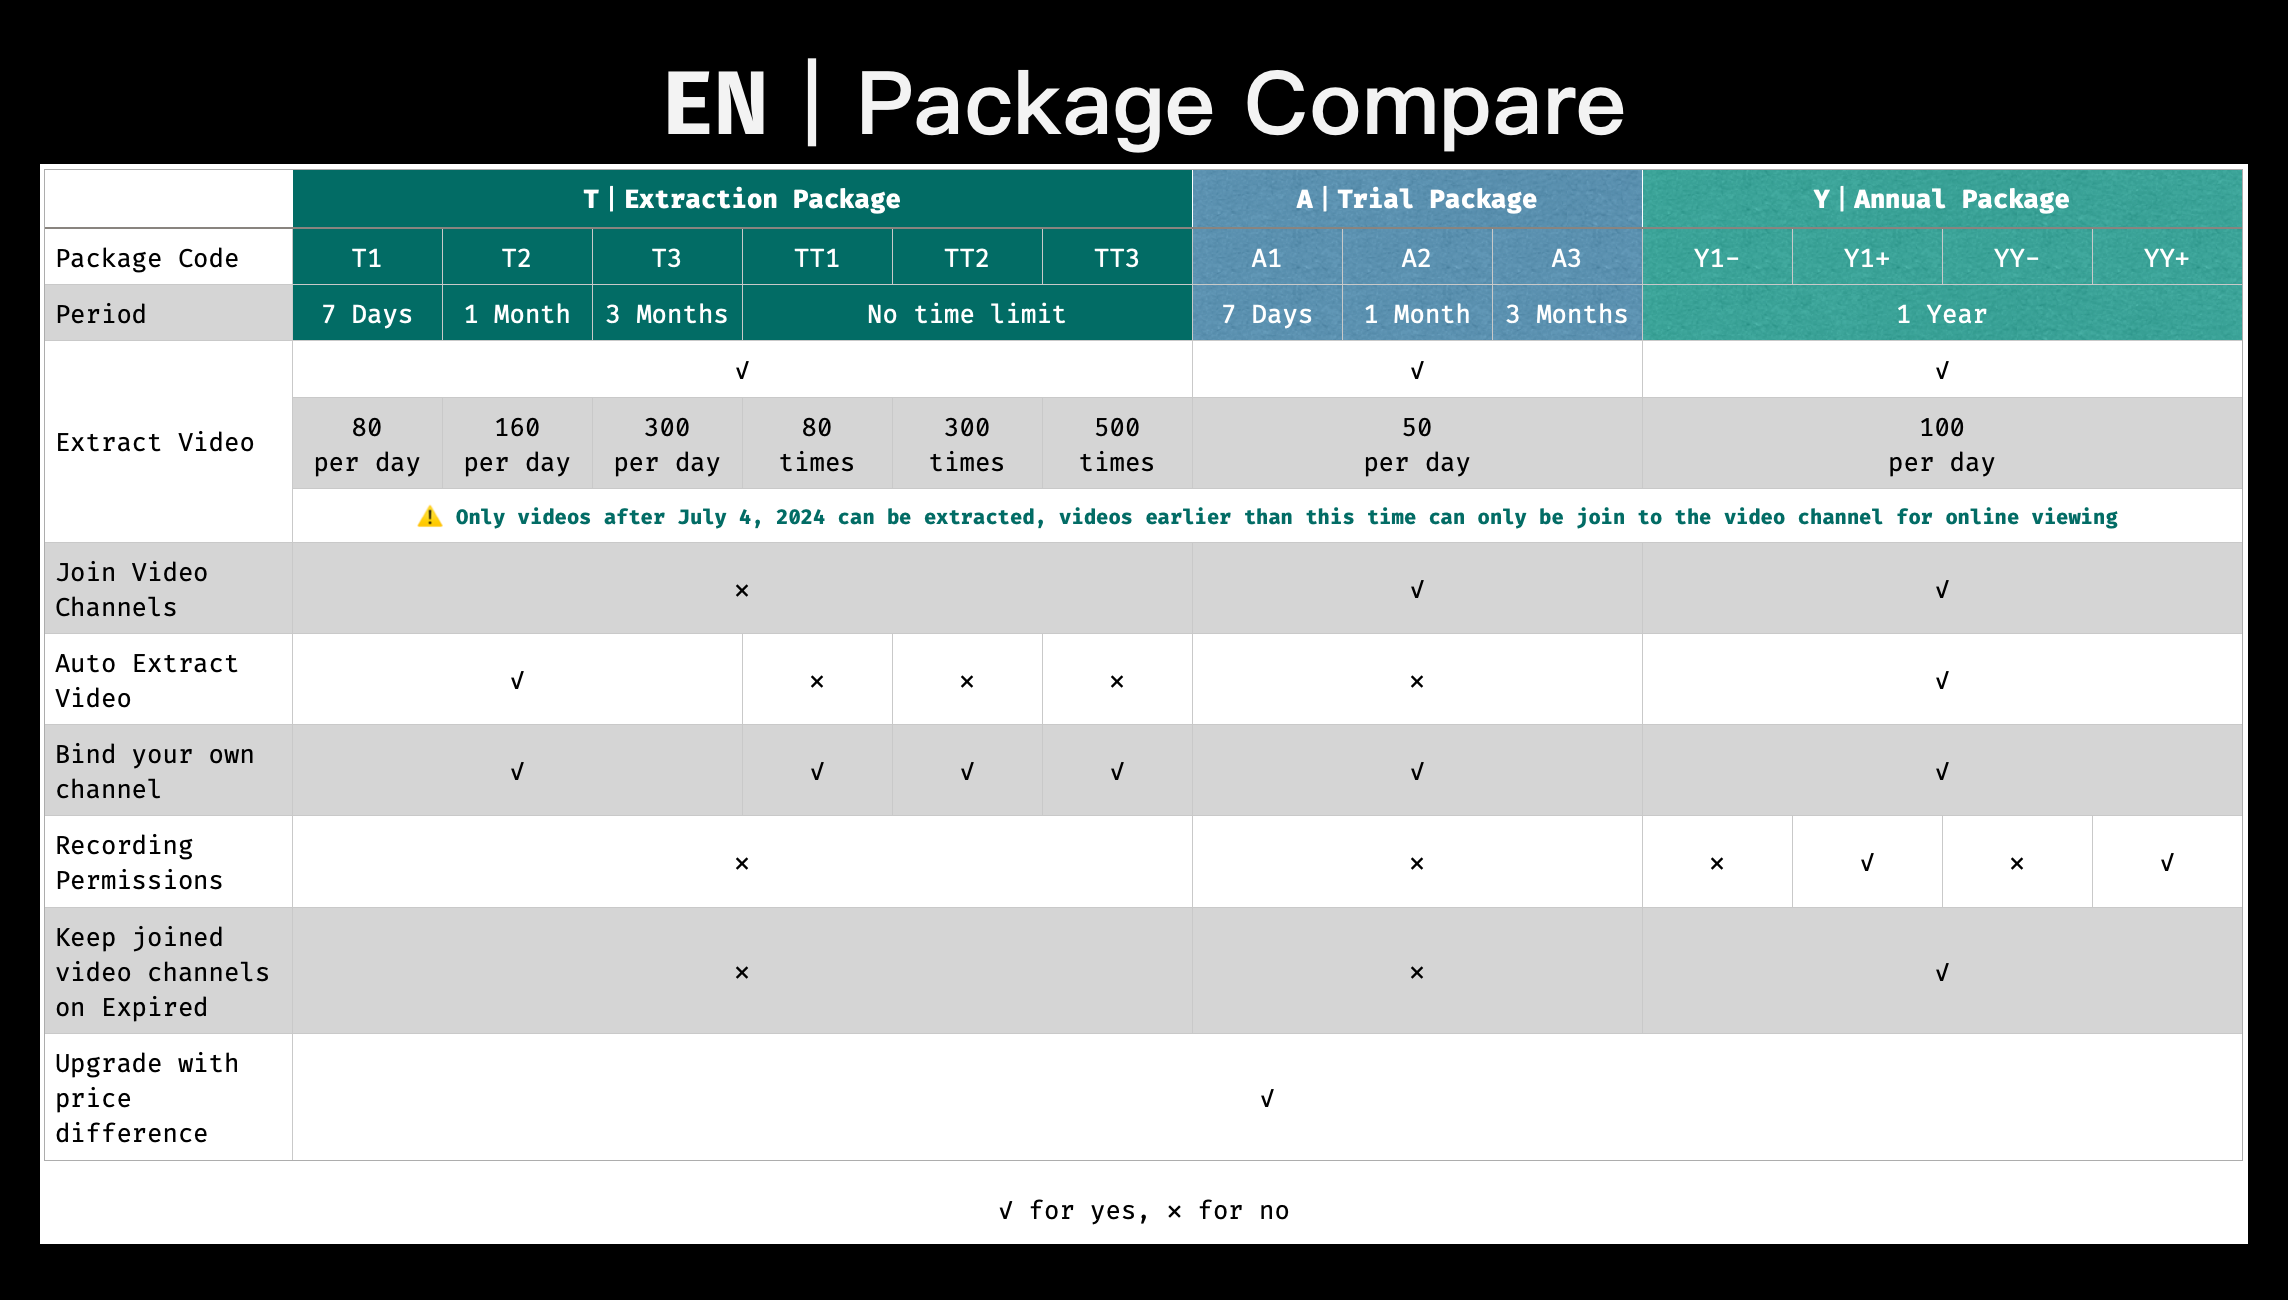 EN | Package Compare
T|Extraction Package A|Trial Package Y|Annual Package
Package Code T1 T2 T3 TT1 TT2 TT3 A1 A2 A3 Y1- Y1+ YY- YY+
Period 7 Days 1 Month 3 Months No time limit 7 Days 1 Month 3 Months 1 Year
Extract Video
√ √ √
80 160 300 80 300 500 50 100
per day per day per day times times times per day per day
⚠️ Only videos after July 4, 2024 can be extracted, videos earlier than this time can only be join to the video channel for online viewing
Join Video
Channels
× √ √
Auto Extract
Video
√ × × × × √
Bind your own
channel
√ √ √ √ √ √
Recording
Permissions
× × × √ × √
Keep joined
video channels
on Expired
× × √
Upgrade with
price
difference
√
√ for yes, × for no